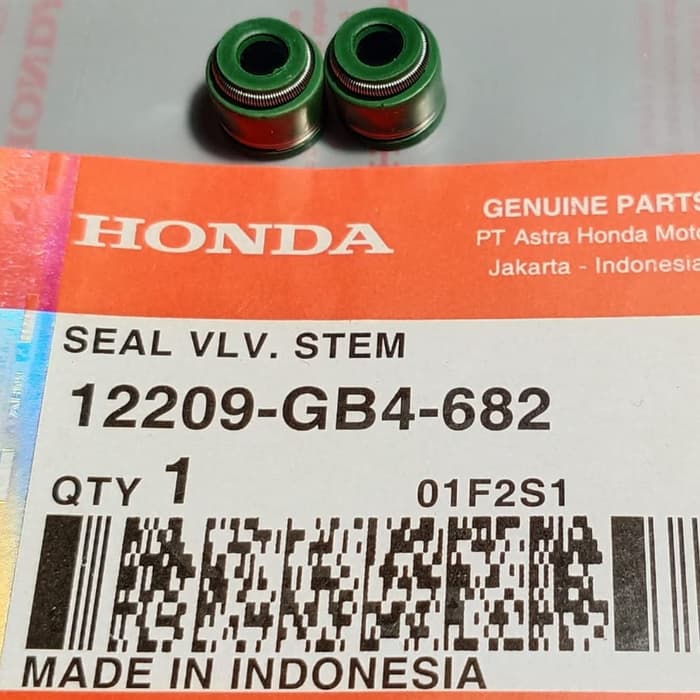 HONDA
GENUINE PARTS
PT Astra Honda Moto
Jakarta - Indonesia
SEAL VLV. STEM
12209-GB4-682
QTY 1 01F2S1
MADE IN INDONESIA